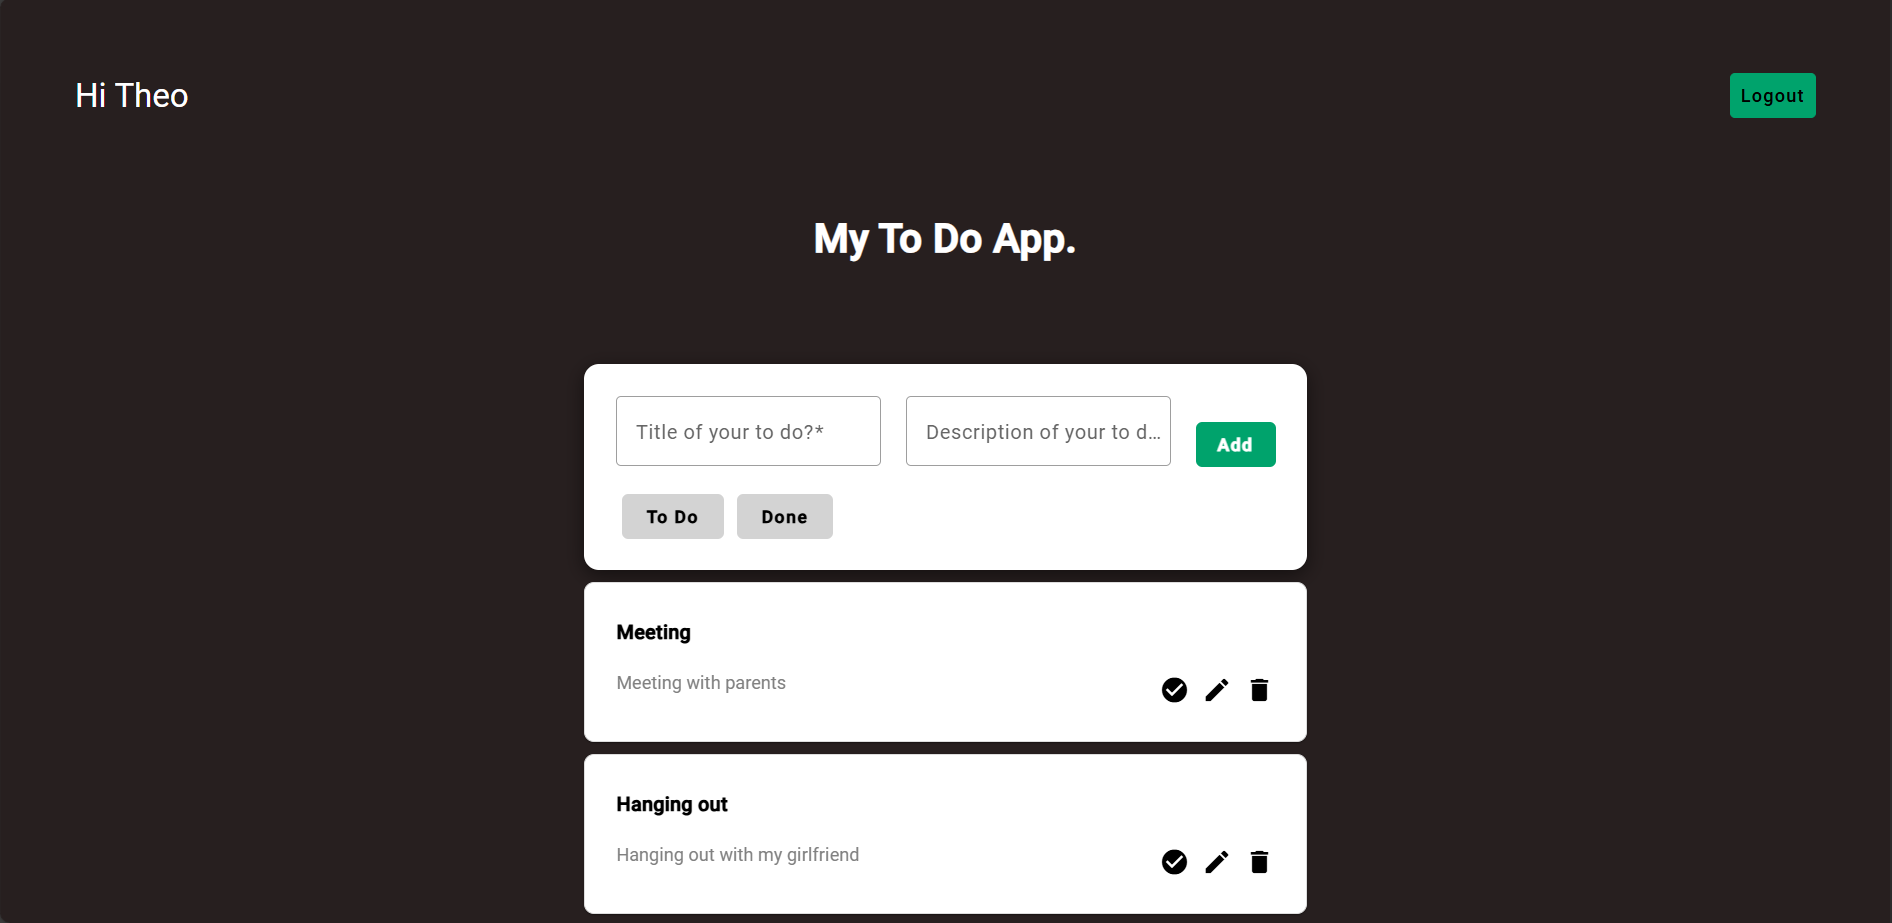 Hi Theo
Logout
My To Do App.
Title of your to do?*
Description of your to d…
Add
To Do
Done
Meeting
Meeting with parents
Hanging out
Hanging out with my girlfriend